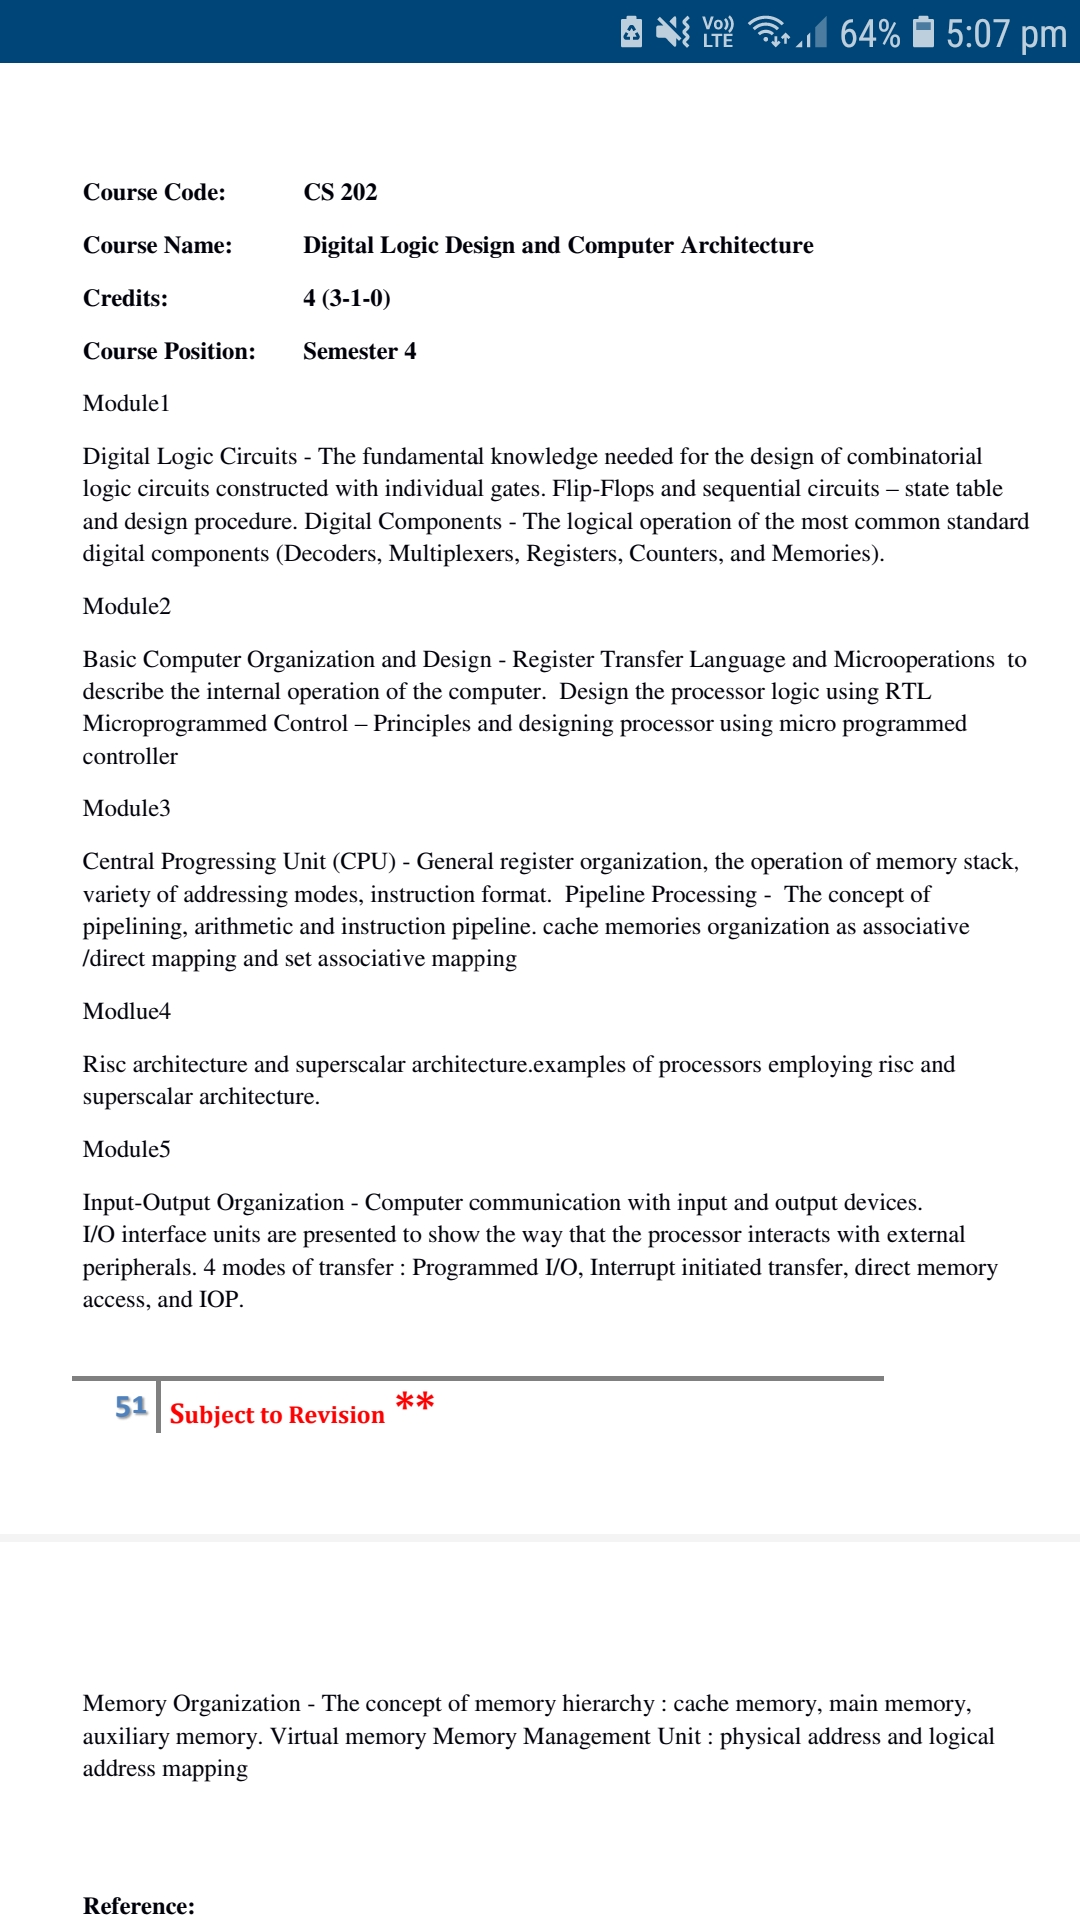 Vo))
LTE
64%
5:07 pm
Course Code: CS 202
Course Name: Digital Logic Design and Computer Architecture
Credits: 4 (3-1-0)
Course Position: Semester 4
Module1
Digital Logic Circuits - The fundamental knowledge needed for the design of combinatorial
logic circuits constructed with individual gates. Flip-Flops and sequential circuits – state table
and design procedure. Digital Components - The logical operation of the most common standard
digital components (Decoders, Multiplexers, Registers, Counters, and Memories).
Module2
Basic Computer Organization and Design - Register Transfer Language and Microoperations  to
describe the internal operation of the computer.  Design the processor logic using RTL
Microprogrammed Control – Principles and designing processor using micro programmed
controller
Module3
Central Progressing Unit (CPU) - General register organization, the operation of memory stack,
variety of addressing modes, instruction format.  Pipeline Processing -  The concept of
pipelining, arithmetic and instruction pipeline. cache memories organization as associative
/direct mapping and set associative mapping
Modlue4
Risc architecture and superscalar architecture.examples of processors employing risc and
superscalar architecture.
Module5
Input-Output Organization - Computer communication with input and output devices.
I/O interface units are presented to show the way that the processor interacts with external
peripherals. 4 modes of transfer : Programmed I/O, Interrupt initiated transfer, direct memory
access, and IOP.
51 Subject to Revision **
Memory Organization - The concept of memory hierarchy : cache memory, main memory,
auxiliary memory. Virtual memory Memory Management Unit : physical address and logical
address mapping
Reference: